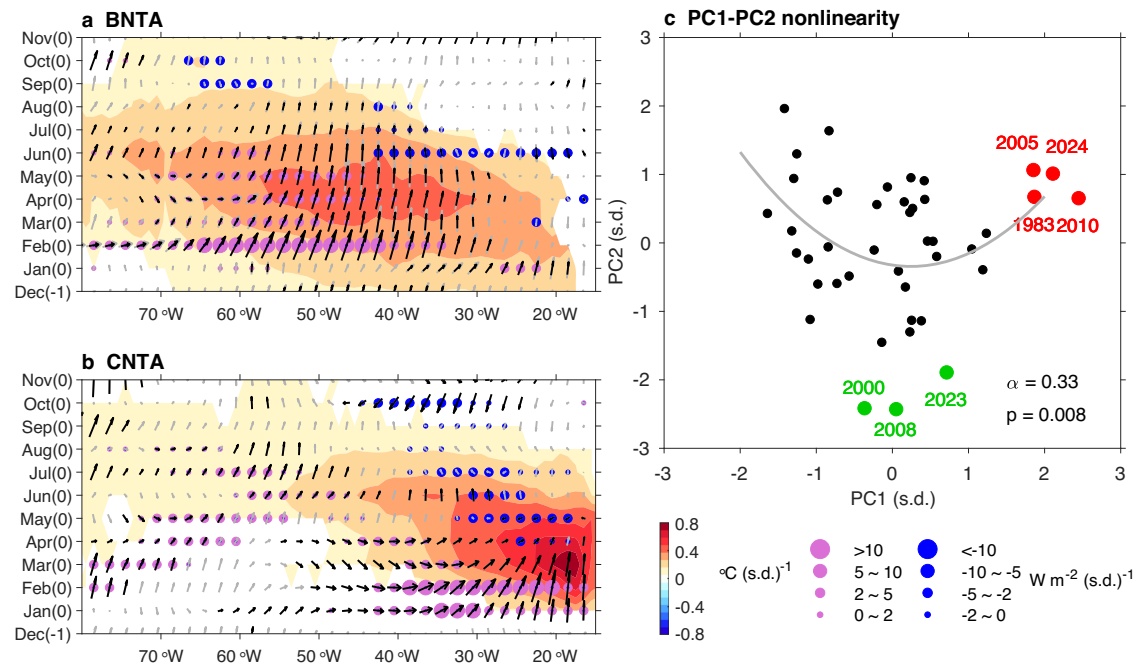 a BNTA
Nov(0)
Oct(0)
Sep(0)
Aug(0)
Jul(0)
Jun(0)
May(0)
Apr(0)
Mar(0)
Feb(0)
Jan(0)
Dec(-1)
70 °W 60 °W 50 °W 40 °W 30 °W 20 °W
b CNTA
Nov(0)
Oct(0)
Sep(0)
Aug(0)
Jul(0)
Jun(0)
May(0)
Apr(0)
Mar(0)
Feb(0)
Jan(0)
Dec(-1)
70 °W 60 °W 50 °W 40 °W 30 °W 20 °W
c PC1-PC2 nonlinearity
3
2
1
0
-1
-2
-3
PC2 (s.d.)
2005 2024
1983 2010
2000
2023
2008
α = 0.33
p = 0.008
-3 -2 -1 0 1 2 3
PC1 (s.d.)
0.8
0.4
0
-0.4
-0.8
°C (s.d.)⁻¹
>10 <-10
5 ~ 10 -10 ~ -5
2 ~ 5 -5 ~ -2
0 ~ 2 -2 ~ 0
W m⁻² (s.d.)⁻¹